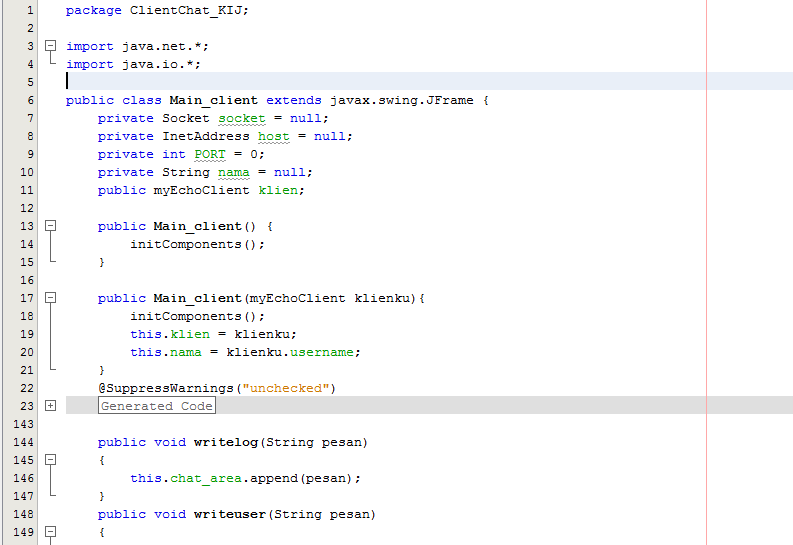 1 package ClientChat_KIJ;
2
3 import java.net.*;
4 import java.io.*;
5
6 public class Main_client extends javax.swing.JFrame {
7     private Socket socket = null;
8     private InetAddress host = null;
9     private int PORT = 0;
10     private String nama = null;
11     public myEchoClient klien;
12
13     public Main_client() {
14         initComponents();
15     }
16
17     public Main_client(myEchoClient klienku){
18         initComponents();
19         this.klien = klienku;
20         this.nama = klienku.username;
21     }
22     @SuppressWarnings("unchecked")
23     Generated Code
143
144     public void writelog(String pesan)
145     {
146         this.chat_area.append(pesan);
147     }
148     public void writeuser(String pesan)
149     {